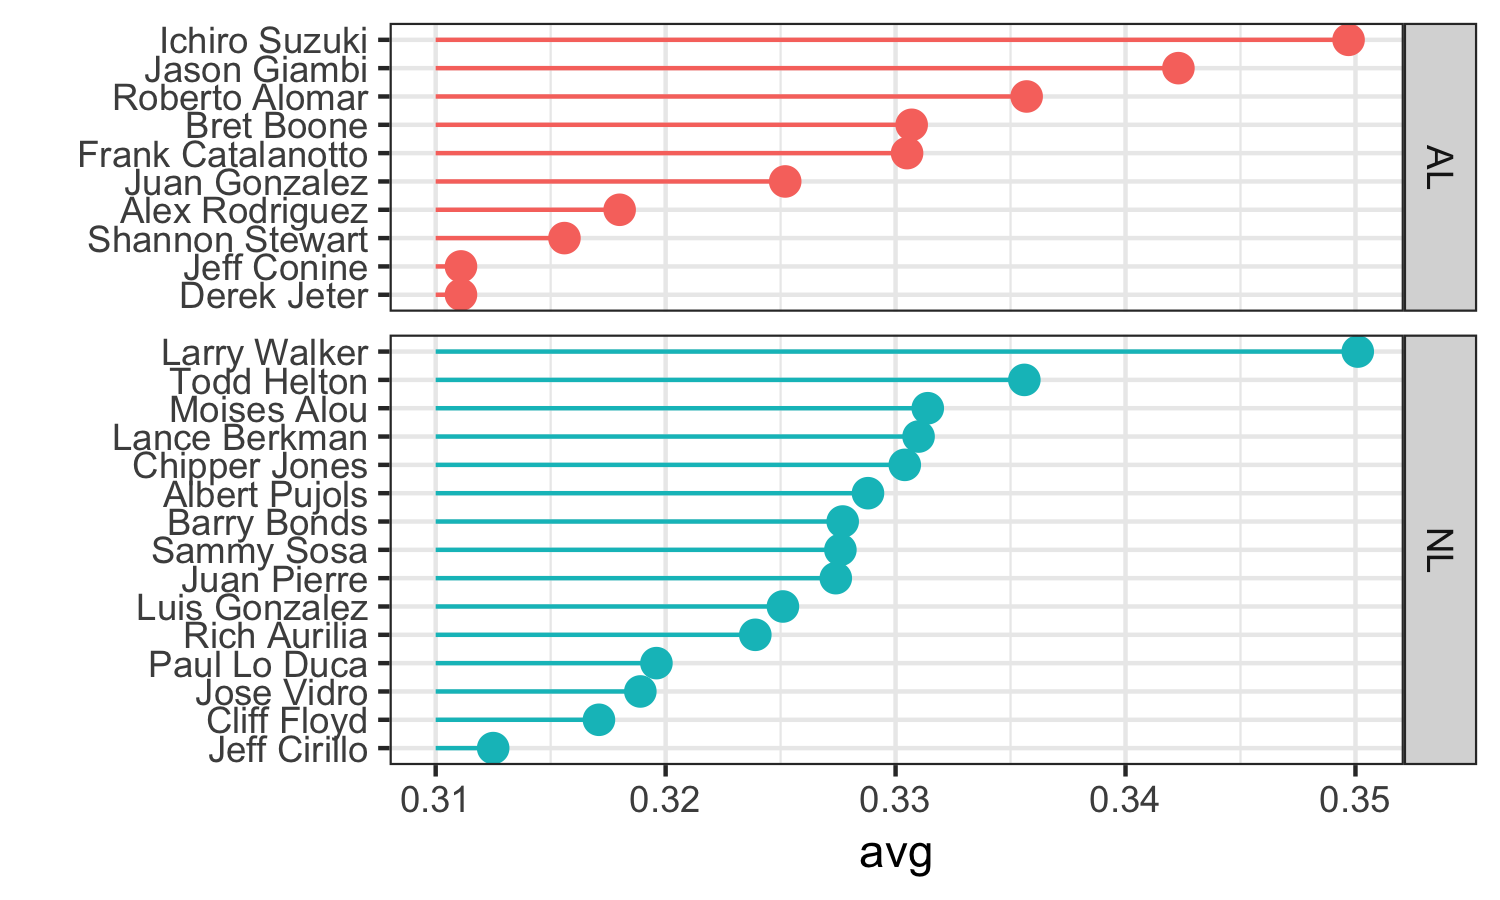 Ichiro Suzuki
Jason Giambi
Roberto Alomar
Bret Boone
Frank Catalanotto
Juan Gonzalez
Alex Rodriguez
Shannon Stewart
Jeff Conine
Derek Jeter
AL
Larry Walker
Todd Helton
Moises Alou
Lance Berkman
Chipper Jones
Albert Pujols
Barry Bonds
Sammy Sosa
Juan Pierre
Luis Gonzalez
Rich Aurilia
Paul Lo Duca
Jose Vidro
Cliff Floyd
Jeff Cirillo
NL
0.31 0.32 0.33 0.34 0.35
avg